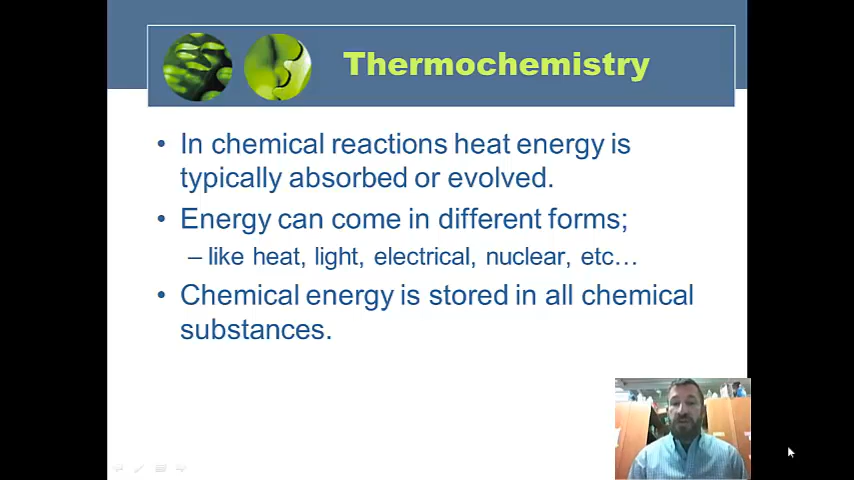 Thermochemistry
• In chemical reactions heat energy is
typically absorbed or evolved.
• Energy can come in different forms;
– like heat, light, electrical, nuclear, etc…
• Chemical energy is stored in all chemical
substances.